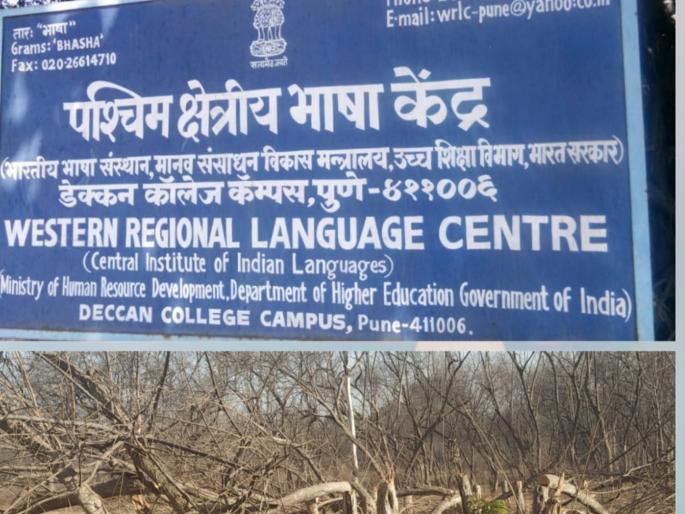 तारः "भाषा"
Grams: 'BHASHA'
Fax: 020-26614710
E-mail: wrlc-pune@yahoo.co.in
सत्यमेव जयते
पश्चिम क्षेत्रीय भाषा केंद्र
(भारतीय भाषा संस्थान, मानव संसाधन विकास मन्त्रालय, उच्च शिक्षा विभाग, भारत सरकार)
डेक्कन कॉलेज कॅम्पस, पुणे-४११००६
WESTERN REGIONAL LANGUAGE CENTRE
(Central Institute of Indian Languages)
(Ministry of Human Resource Development, Department of Higher Education Government of India)
DECCAN COLLEGE CAMPUS, Pune-411006.